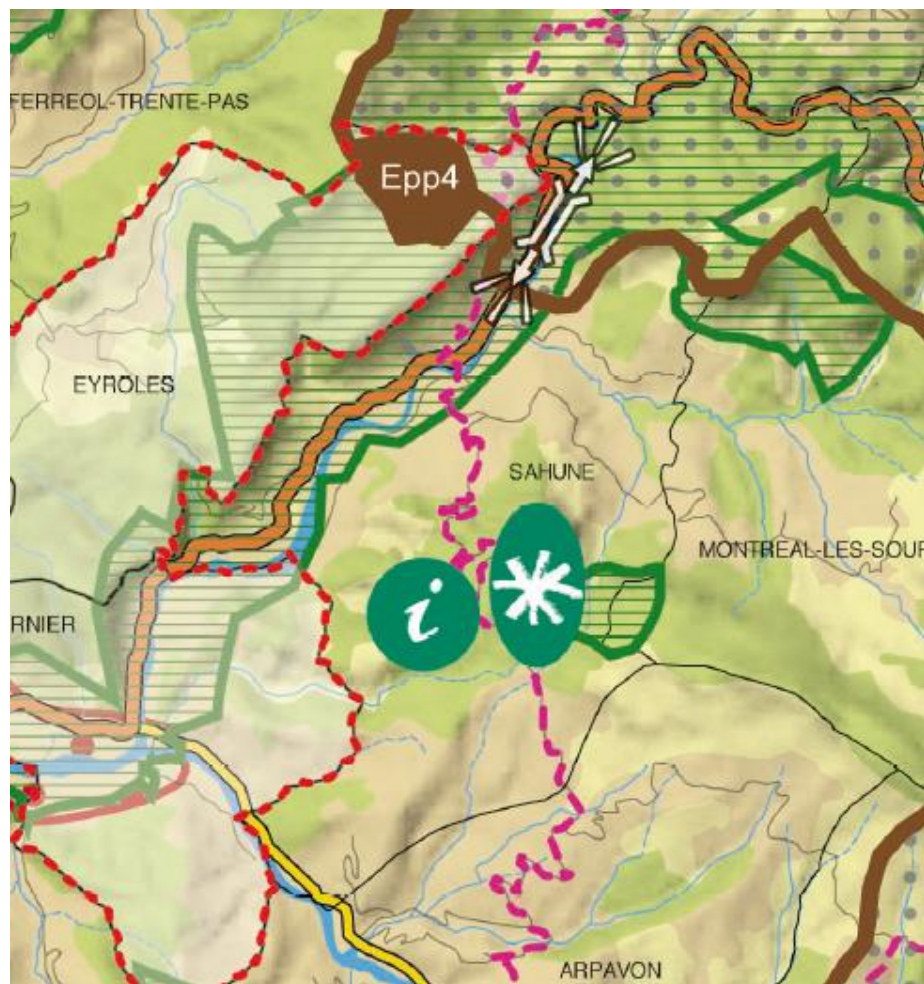 FERREOL-TRENTE-PAS
Epp4
EYROLES
SAHUNE
MONTREAL-LES-SOUR
RNIER
i
ARPAVON